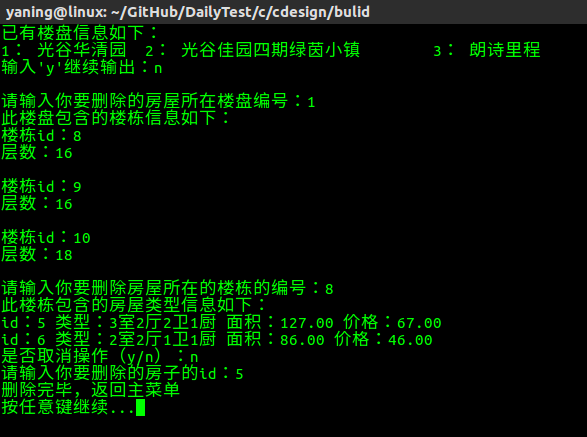 yaning@linux: ~/GitHub/DailyTest/c/cdesign/bulid
已有楼盘信息如下：
1： 光谷华清园  2： 光谷佳园四期绿茵小镇        3： 朗诗里程
输入'y'继续输出：n
请输入你要删除的房屋所在楼盘编号：1
此楼盘包含的楼栋信息如下：
楼栋id：8
层数：16
楼栋id：9
层数：16
楼栋id：10
层数：18
请输入你要删除房屋所在的楼栋的编号：8
此楼栋包含的房屋类型信息如下：
id：5 类型：3室2厅2卫1厨 面积：127.00 价格：67.00
id：6 类型：2室2厅1卫1厨 面积：86.00 价格：46.00
是否取消操作（y/n）：n
请输入你要删除的房子的id：5
删除完毕，返回主菜单
按任意键继续...